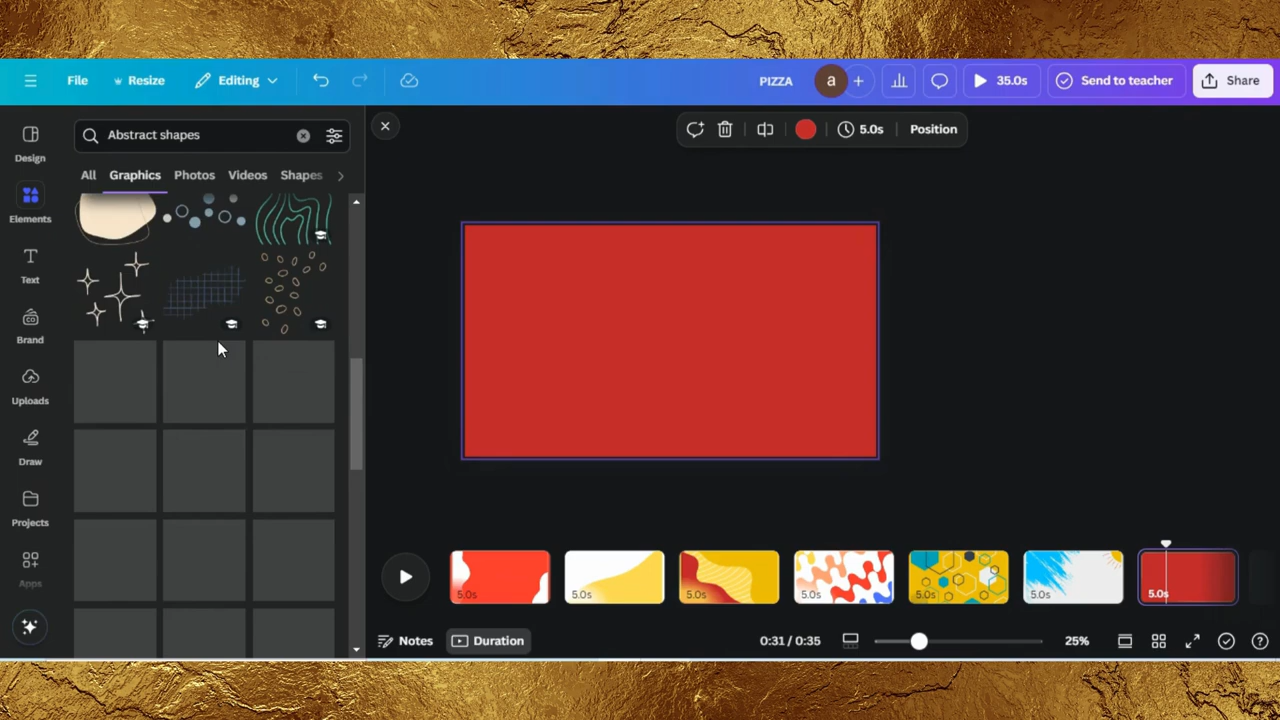 File
Resize
Editing
PIZZA
a
35.0s
Send to teacher
Share
Design
Elements
Text
Brand
Uploads
Draw
Projects
Apps
Abstract shapes
All
Graphics
Photos
Videos
Shapes
5.0s
Position
5.0s
5.0s
5.0s
5.0s
5.0s
5.0s
5.0s
Notes
Duration
0:31 / 0:35
25%